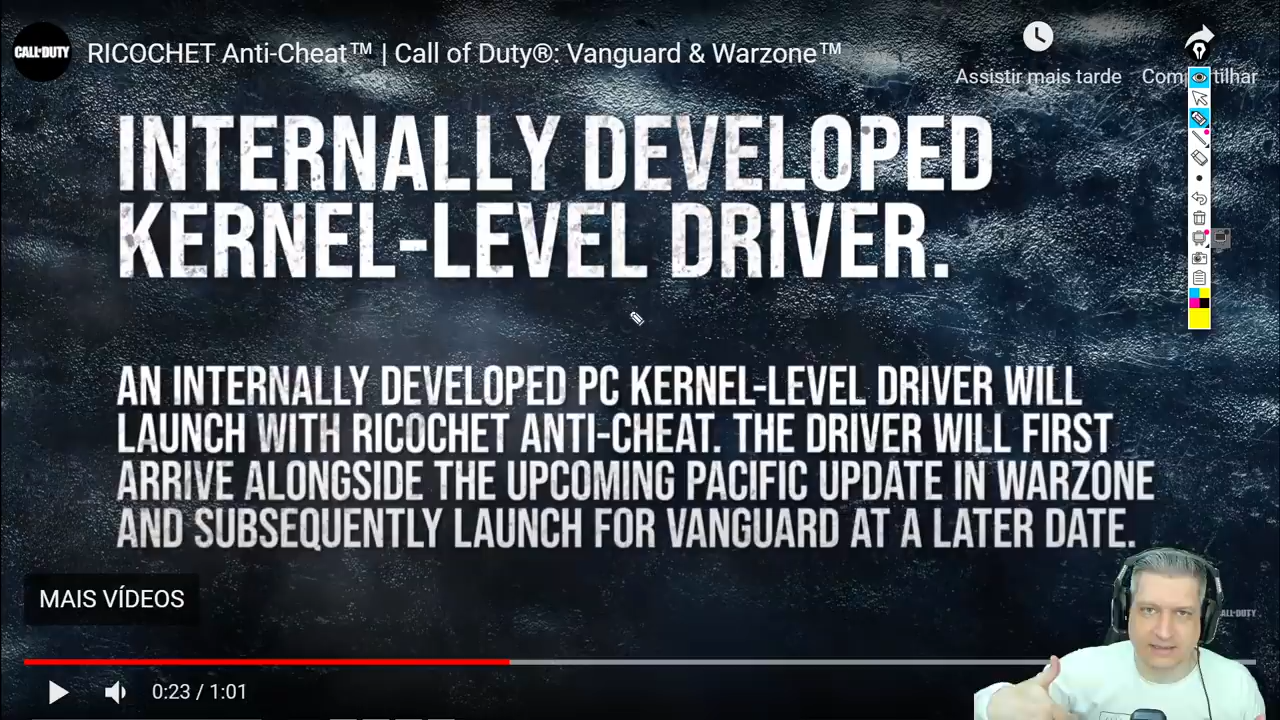 CALL OF DUTY
RICOCHET Anti-Cheat™ | Call of Duty®: Vanguard & Warzone™
Assistir mais tarde
INTERNALLY DEVELOPED
KERNEL-LEVEL DRIVER.
AN INTERNALLY DEVELOPED PC KERNEL-LEVEL DRIVER WILL
LAUNCH WITH RICOCHET ANTI-CHEAT. THE DRIVER WILL FIRST
ARRIVE ALONGSIDE THE UPCOMING PACIFIC UPDATE IN WARZONE
AND SUBSEQUENTLY LAUNCH FOR VANGUARD AT A LATER DATE.
MAIS VÍDEOS
0:23 / 1:01